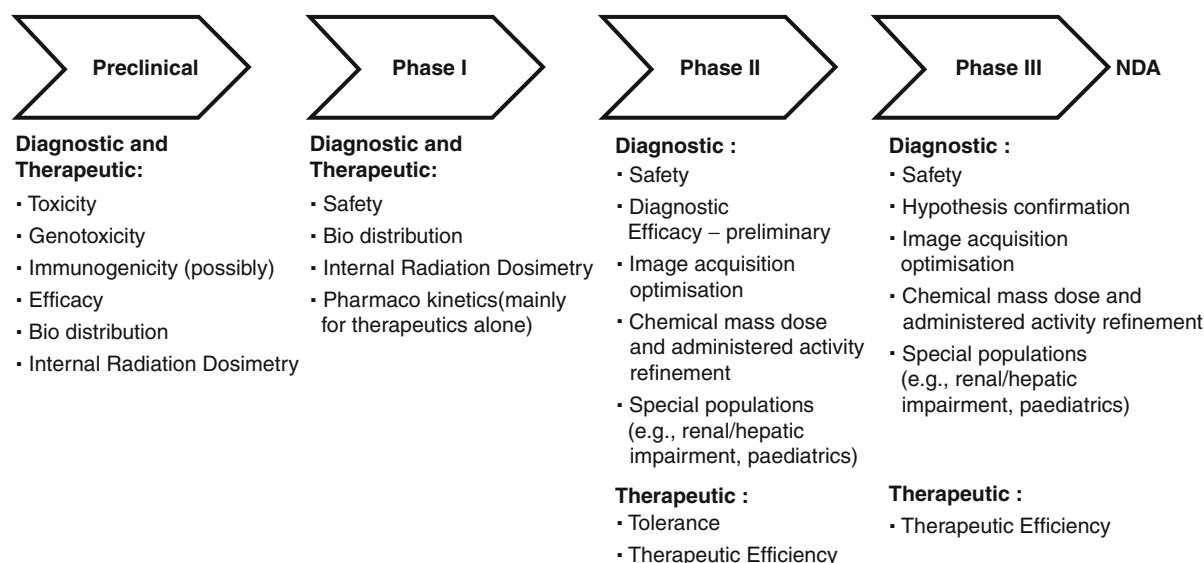 Preclinical
Phase I
Phase II
Phase III
NDA
Diagnostic and
Therapeutic:
· Toxicity
· Genotoxicity
· Immunogenicity (possibly)
· Efficacy
· Bio distribution
· Internal Radiation Dosimetry
Diagnostic and
Therapeutic:
· Safety
· Bio distribution
· Internal Radiation Dosimetry
· Pharmaco kinetics(mainly
for therapeutics alone)
Diagnostic :
· Safety
· Diagnostic
Efficacy – preliminary
· Image acquisition
optimisation
· Chemical mass dose
and administered activity
refinement
· Special populations
(e.g., renal/hepatic
impairment, paediatrics)
Therapeutic :
· Tolerance
· Therapeutic Efficiency
Diagnostic :
· Safety
· Hypothesis confirmation
· Image acquisition
optimisation
· Chemical mass dose and
administered activity refinement
· Special populations
(e.g., renal/hepatic
impairment, paediatrics)
Therapeutic :
· Therapeutic Efficiency